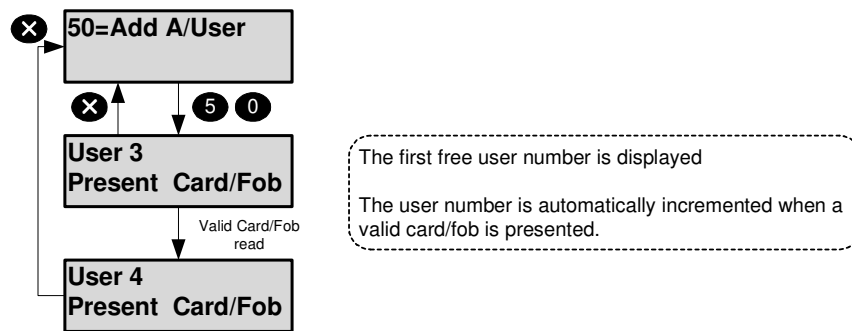 50=Add A/User
5 0
User 3
Present Card/Fob
Valid Card/Fob
read
User 4
Present Card/Fob
The first free user number is displayed
The user number is automatically incremented when a
valid card/fob is presented.